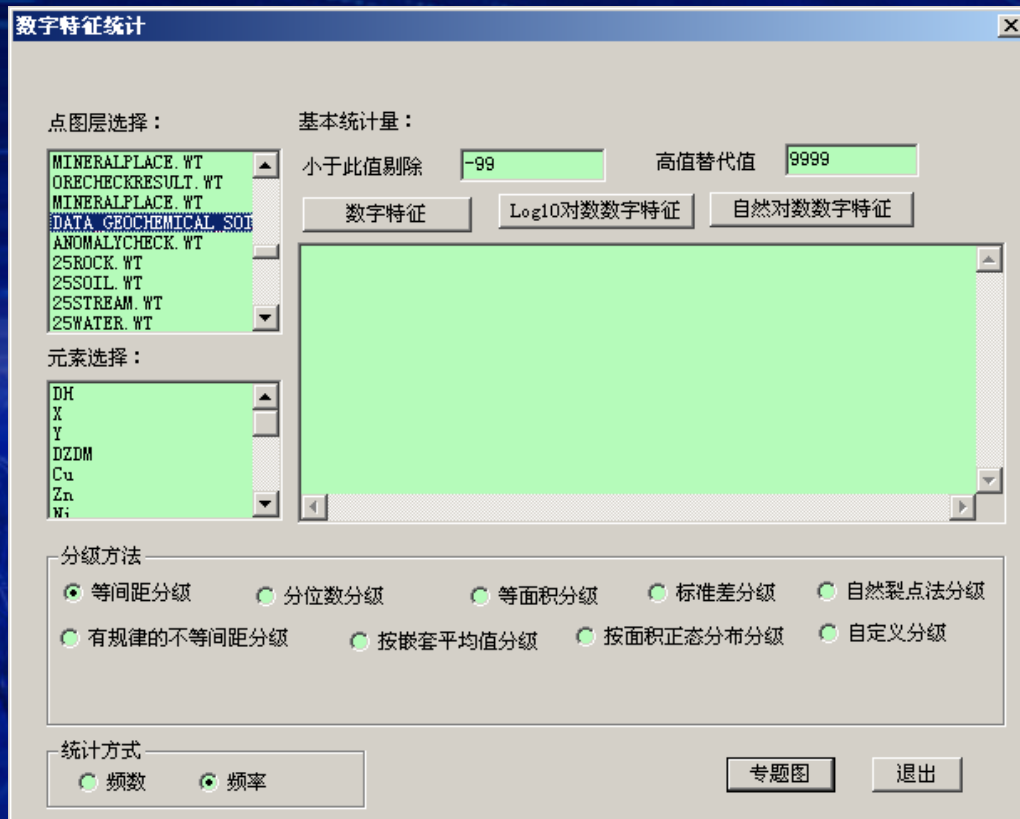 数字特征统计
点图层选择：
MINERALPLACE.WT
ORECHECKRESULT.WT
MINERALPLACE.WT
DATA GEOCHEMICAL SOI
ANOMALYCHECK.WT
25ROCK.WT
25SOIL.WT
25STREAM.WT
25WATER.WT
元素选择：
DH
X
Y
DZDM
Cu
Zn
Ni
基本统计量：
小于此值剔除 -99 高值替代值 9999
数字特征 Log10对数数字特征 自然对数数字特征
分级方法
等间距分级 分位数分级 等面积分级 标准差分级 自然裂点法分级
有规律的不等间距分级 按嵌套平均值分级 按面积正态分布分级 自定义分级
统计方式
频数 频率
专题图 退出